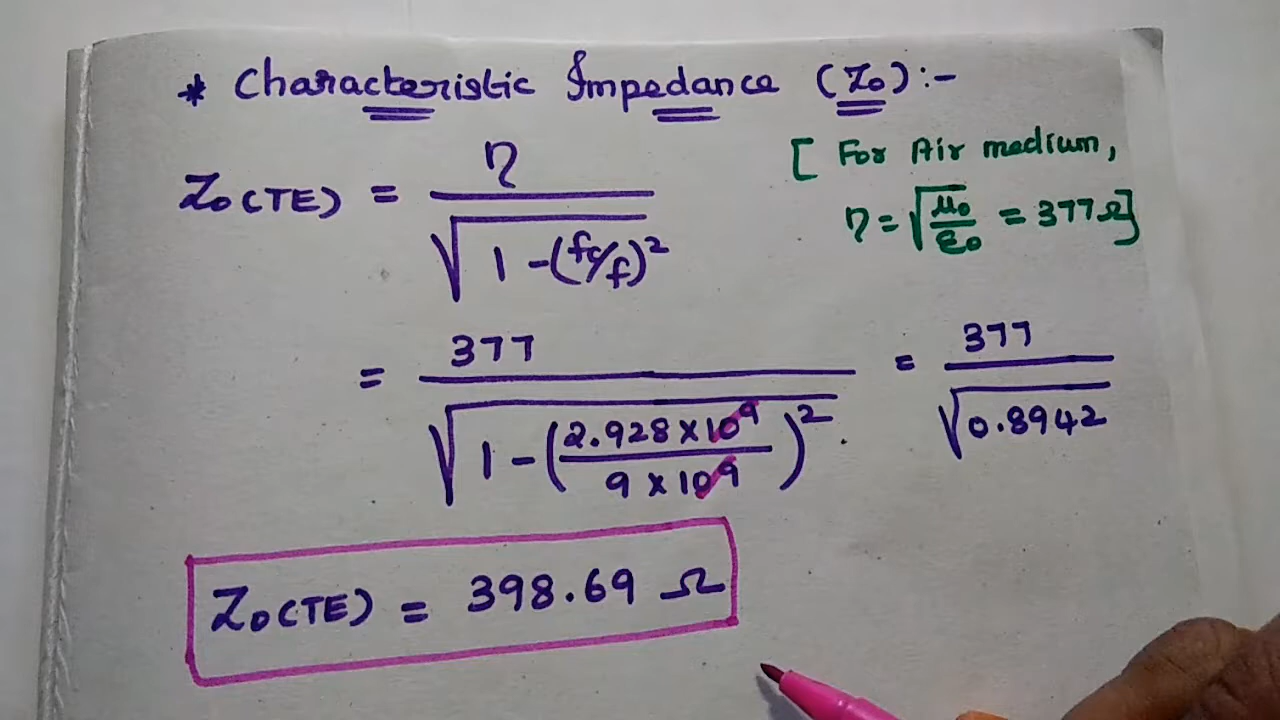 * Characteristic Impedance (Z₀):-
[ For Air medium,
Z₀(TE) = η / √(1-(fc/f)²)
η = √(μ₀/ε₀) = 377Ω]
= 377 / √(1-(2.928×10⁹ / 9×10⁹)²) = 377 / √0.8942
Z₀(TE) = 398.69 Ω